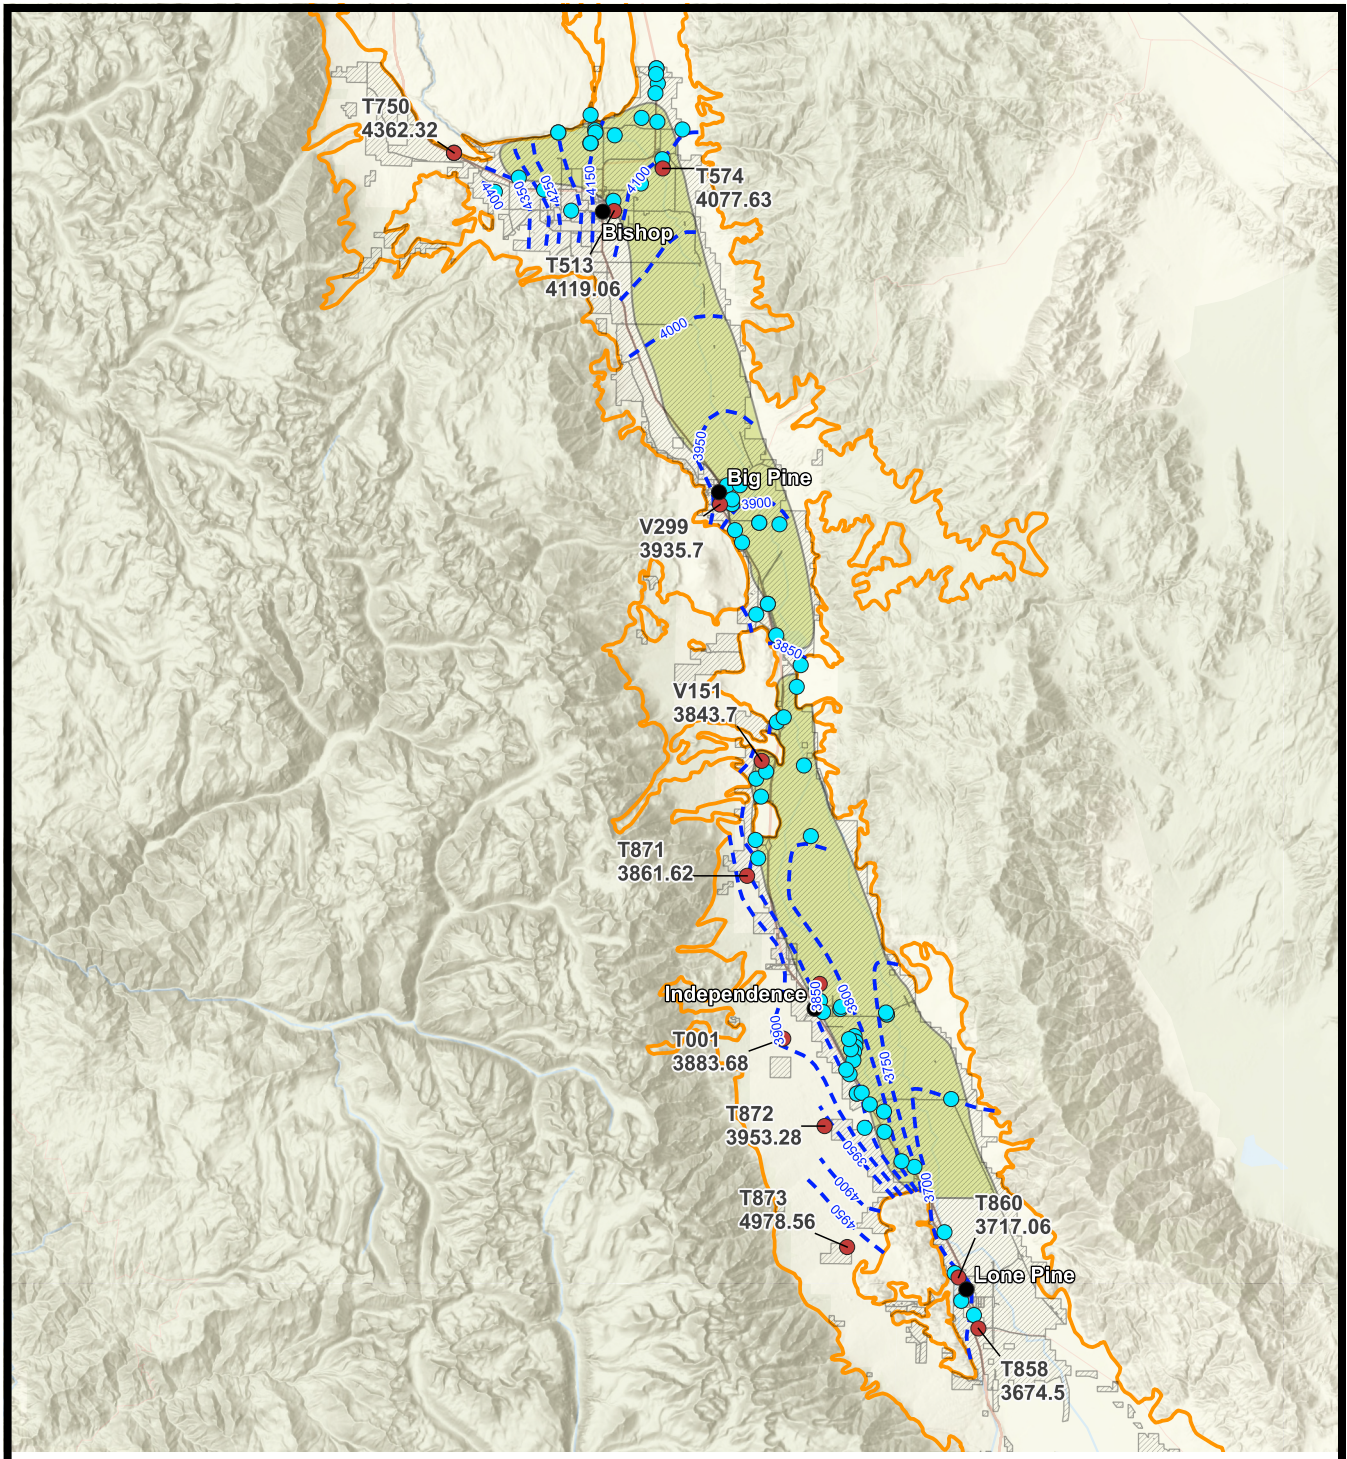 T750
4362.32
T574
4077.63
4400
4350
4250
4150
4100
Bishop
T513
4119.06
4000
3950
Big Pine
3900
V299
3935.7
3850
V151
3843.7
T871
3861.62
Independence
3850
3800
3900
T001
3883.68
3750
T872
3953.28
3950
4900
T873
4978.56
4950
3700
T860
3717.06
Lone Pine
T858
3674.5